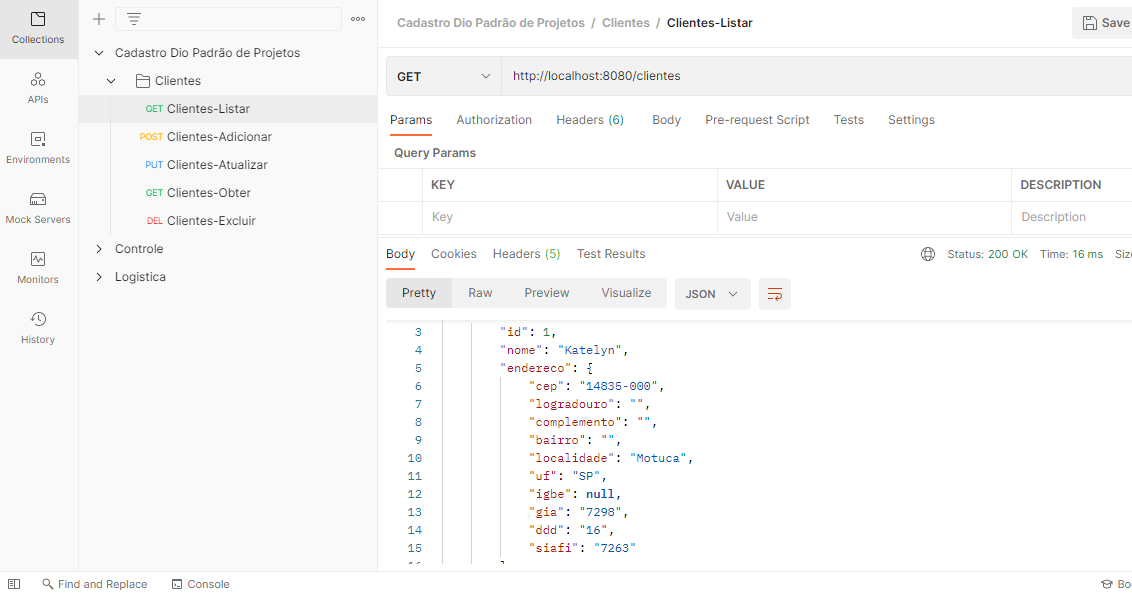 Collections
APIs
Environments
Mock Servers
Monitors
History
Cadastro Dio Padrão de Projetos
Clientes
GET Clientes-Listar
POST Clientes-Adicionar
PUT Clientes-Atualizar
GET Clientes-Obter
DEL Clientes-Excluir
Controle
Logistica
Cadastro Dio Padrão de Projetos / Clientes / Clientes-Listar
Save
GET http://localhost:8080/clientes
Params Authorization Headers (6) Body Pre-request Script Tests Settings
Query Params
KEY VALUE DESCRIPTION
Key Value Description
Body Cookies Headers (5) Test Results Status: 200 OK Time: 16 ms
Pretty Raw Preview Visualize JSON
3 "id": 1,
4 "nome": "Katelyn",
5 "endereco": {
6 "cep": "14835-000",
7 "logradouro": "",
8 "complemento": "",
9 "bairro": "",
10 "localidade": "Motuca",
11 "uf": "SP",
12 "igbe": null,
13 "gia": "7298",
14 "ddd": "16",
15 "siafi": "7263"
Find and Replace Console